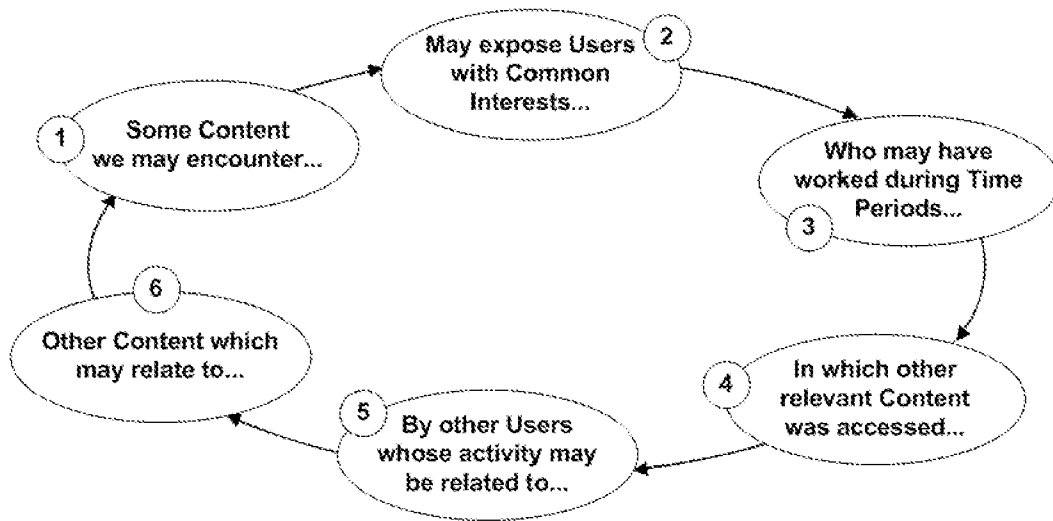 1
Some Content
we may encounter...
2
May expose Users
with Common
Interests...
3
Who may have
worked during Time
Periods...
4
In which other
relevant Content
was accessed...
5
By other Users
whose activity may
be related to...
6
Other Content which
may relate to...